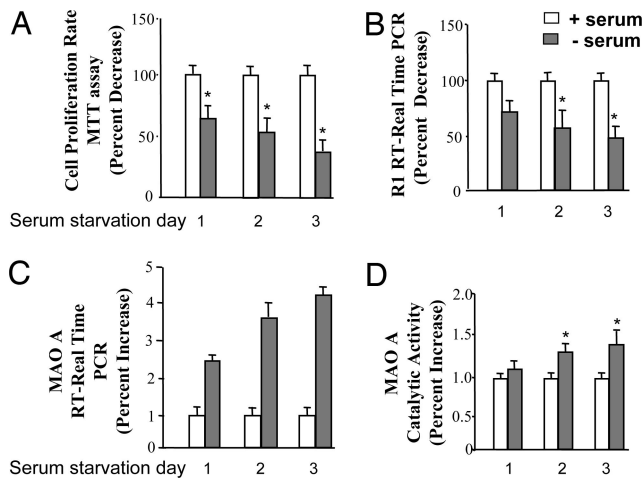 A
Cell Proliferation Rate
MTT assay
(Percent Decrease)
150
100
50
0
*
*
*
Serum starvation day 1 2 3
B
+ serum
- serum
R1 RT-Real Time PCR
(Percent Decrease)
150
100
50
0
*
*
1 2 3
C
MAO A
RT-Real Time
PCR
(Percent Increase)
5
4
3
2
1
0
Serum starvation day 1 2 3
D
MAO A
Catalytic Activity
(Percent Increase)
2.0
1.5
1.0
0.5
0
*
*
1 2 3